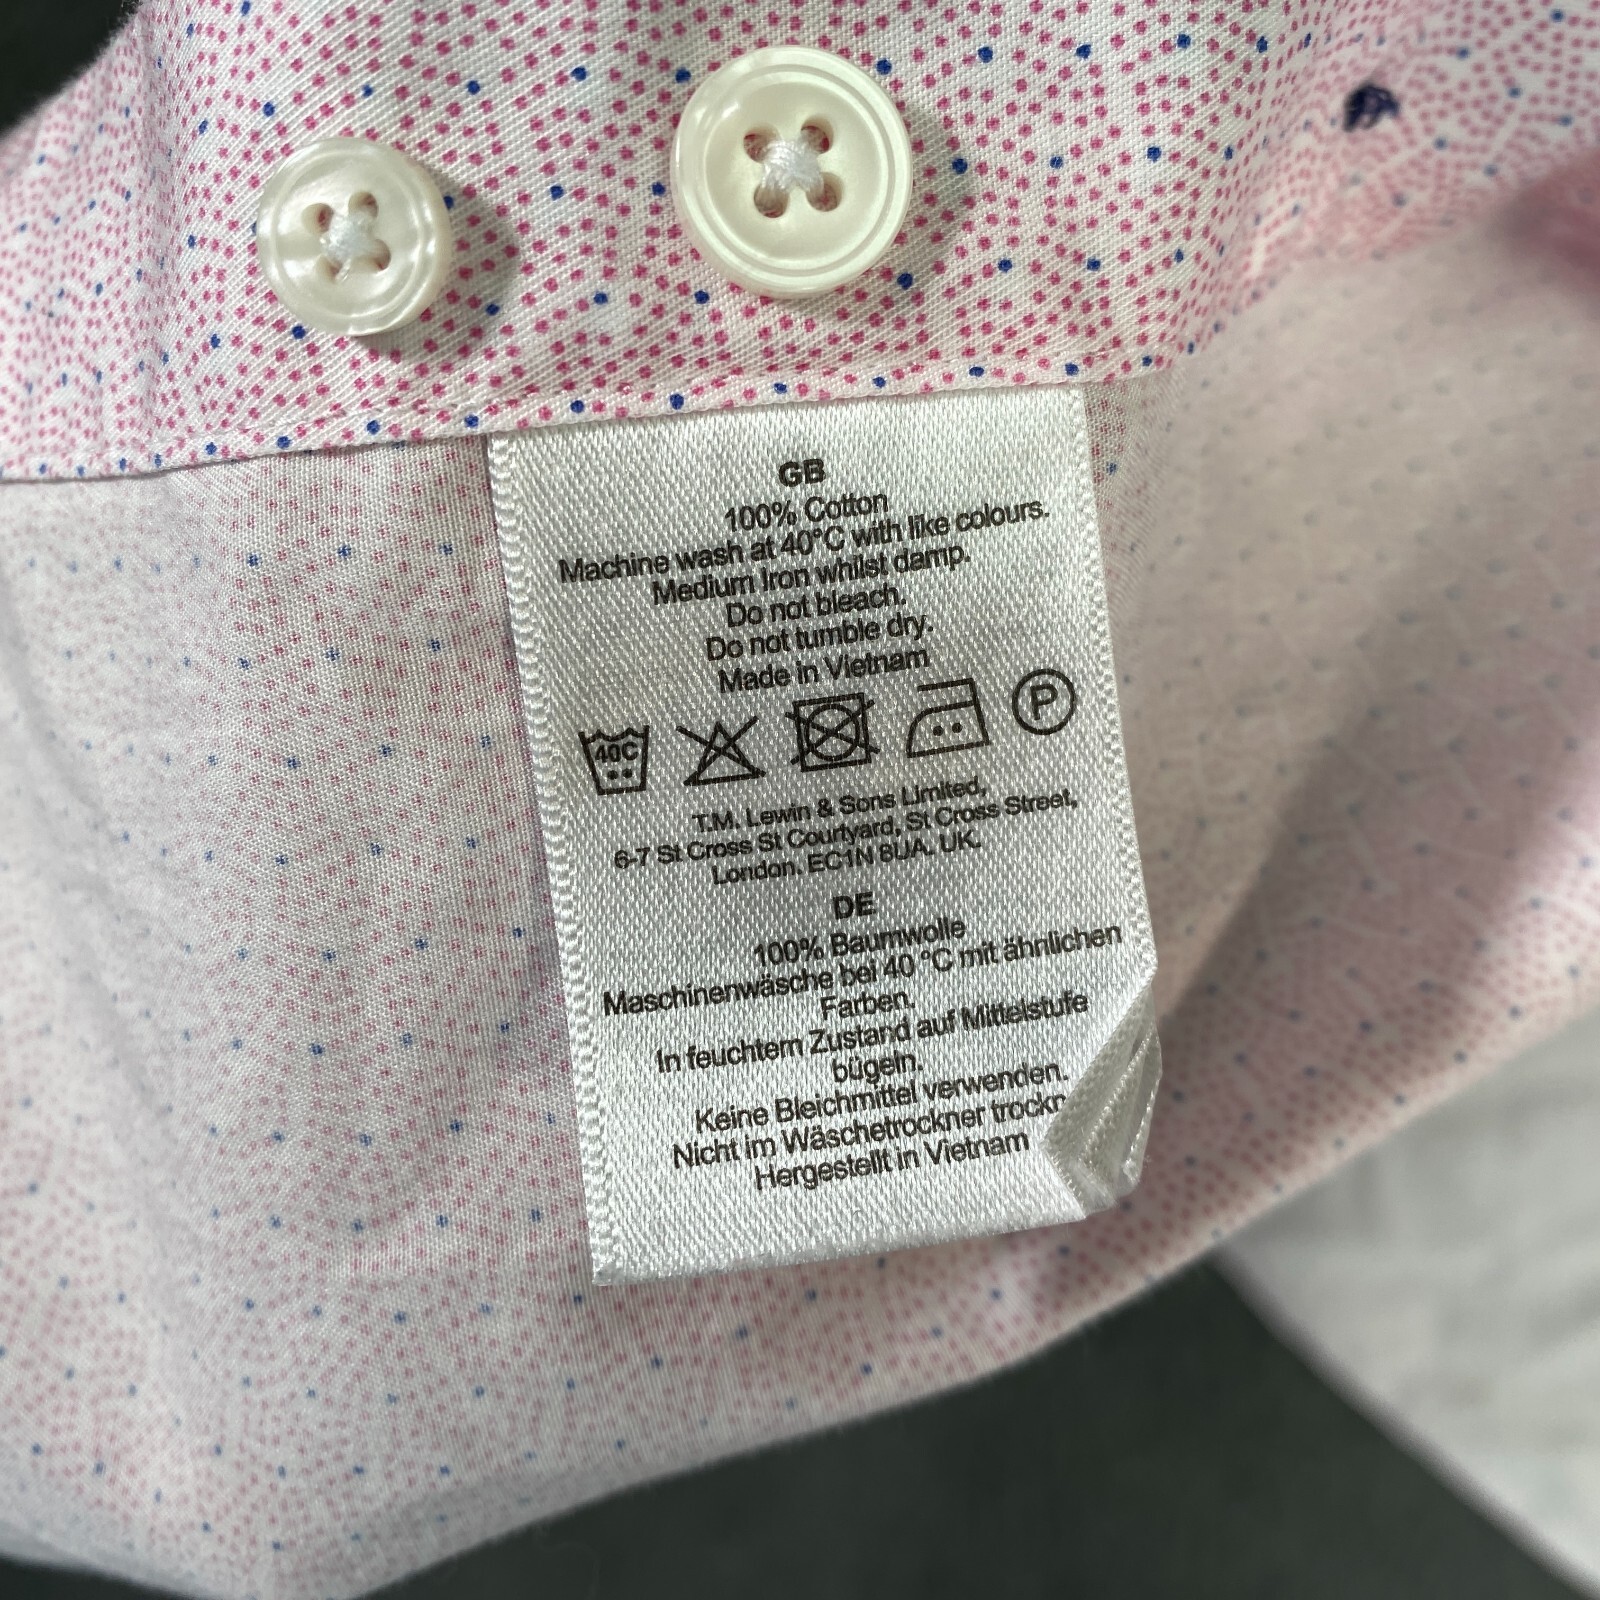 GB
100% Cotton
Machine wash at 40°C with like colours.
Medium Iron whilst damp.
Do not bleach.
Do not tumble dry.
Made in Vietnam
40C P
T.M. Lewin & Sons Limited,
6-7 St Cross St Courtyard, St Cross Street,
London. EC1N 8UA. UK.
DE
100% Baumwolle
Maschinenwäsche bei 40 °C mit ähnlichen
Farben.
In feuchtem Zustand auf Mittelstufe
bügeln.
Keine Bleichmittel verwenden.
Nicht im Wäschetrockner
Hergestellt in Vietnam